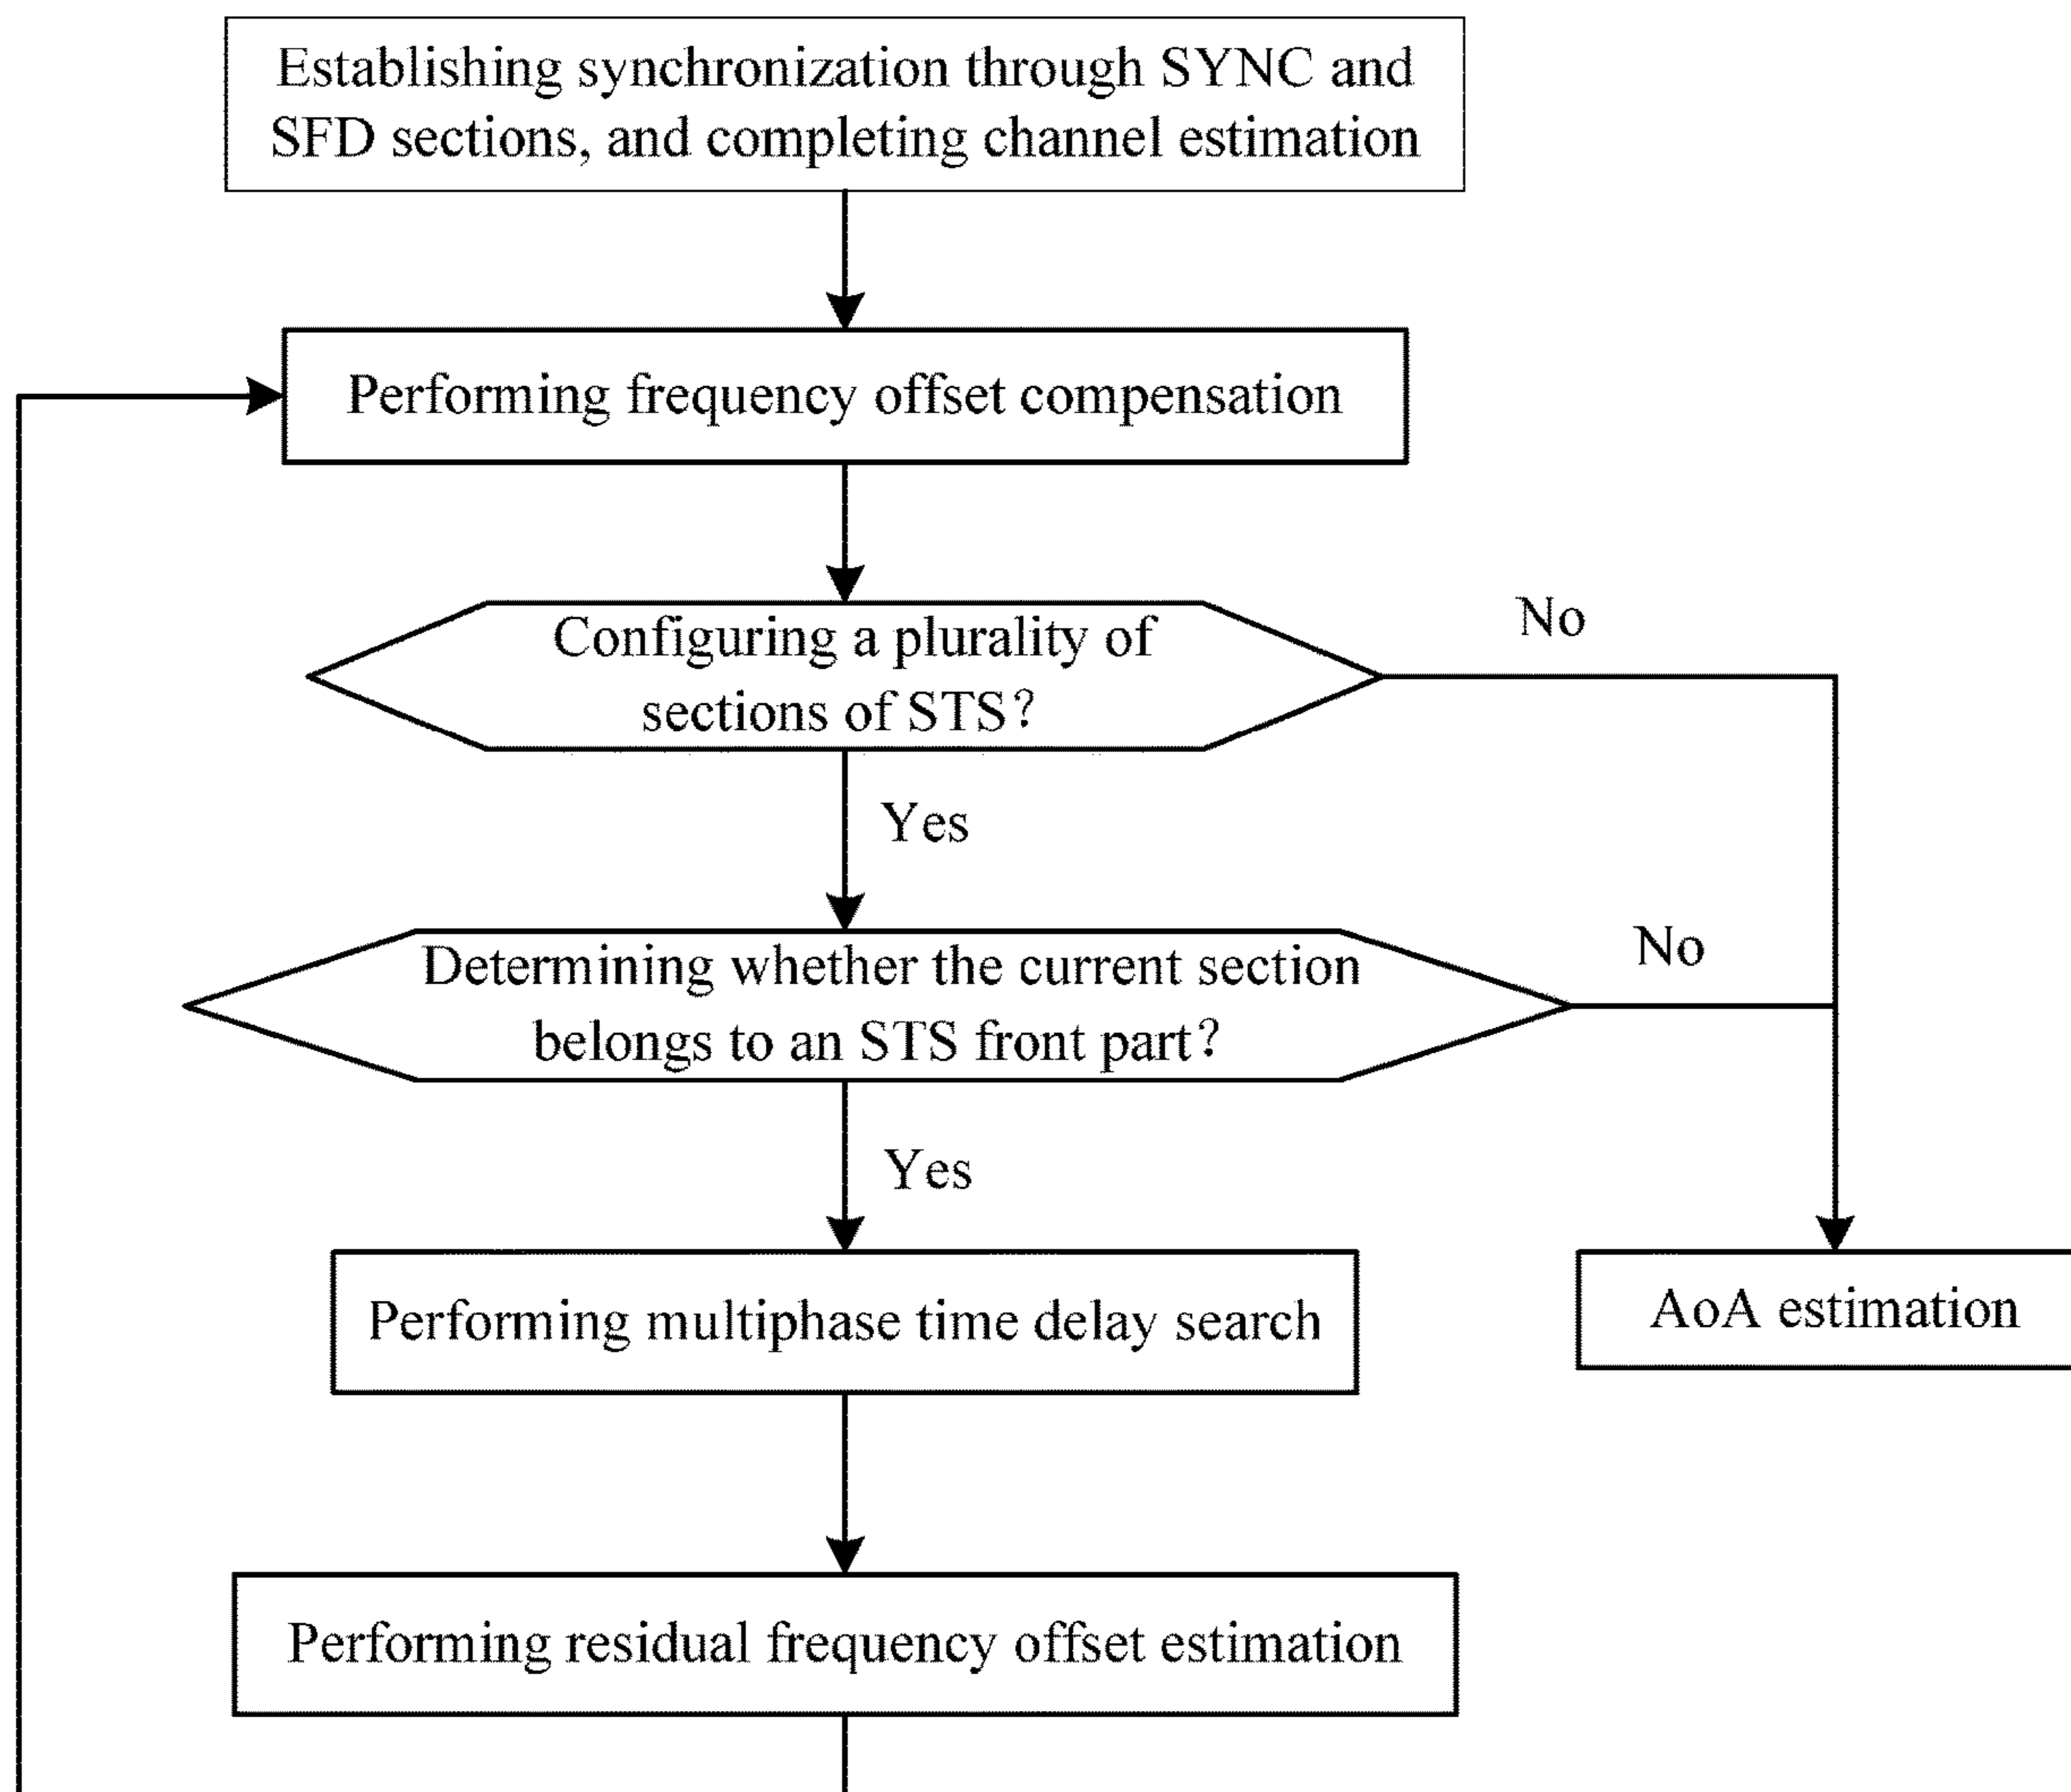 Establishing synchronization through SYNC and
SFD sections, and completing channel estimation
Performing frequency offset compensation
Configuring a plurality of
sections of STS?
No
Yes
Determining whether the current section
belongs to an STS front part?
No
Yes
Performing multiphase time delay search
AoA estimation
Performing residual frequency offset estimation